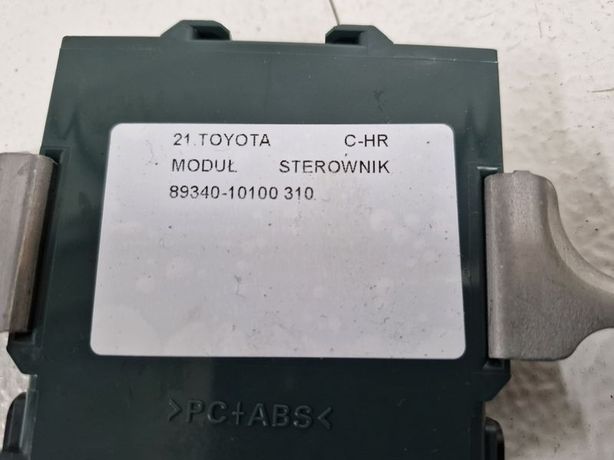 21.TOYOTA C-HR
MODUŁ STEROWNIK
89340-10100 310
>PC+ABS<